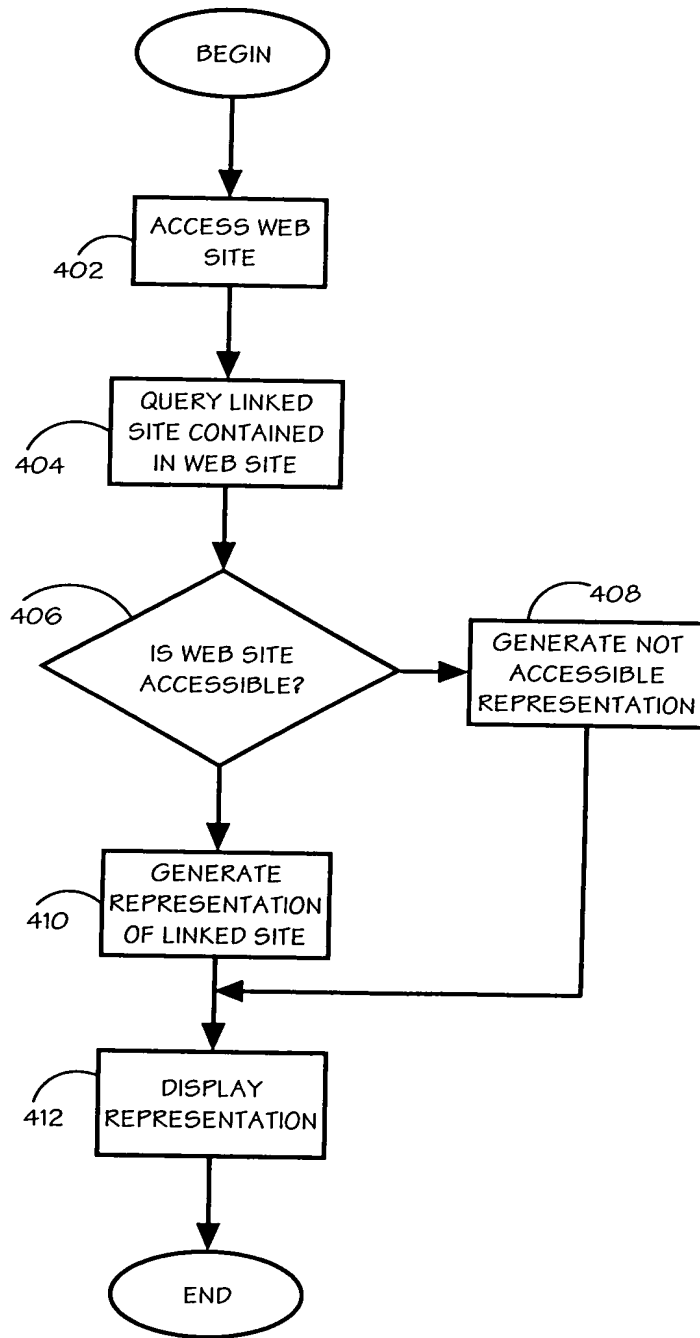 BEGIN
ACCESS WEB
SITE
402
QUERY LINKED
SITE CONTAINED
IN WEB SITE
404
406
IS WEB SITE
ACCESSIBLE?
408
GENERATE NOT
ACCESSIBLE
REPRESENTATION
GENERATE
REPRESENTATION
OF LINKED SITE
410
DISPLAY
REPRESENTATION
412
END